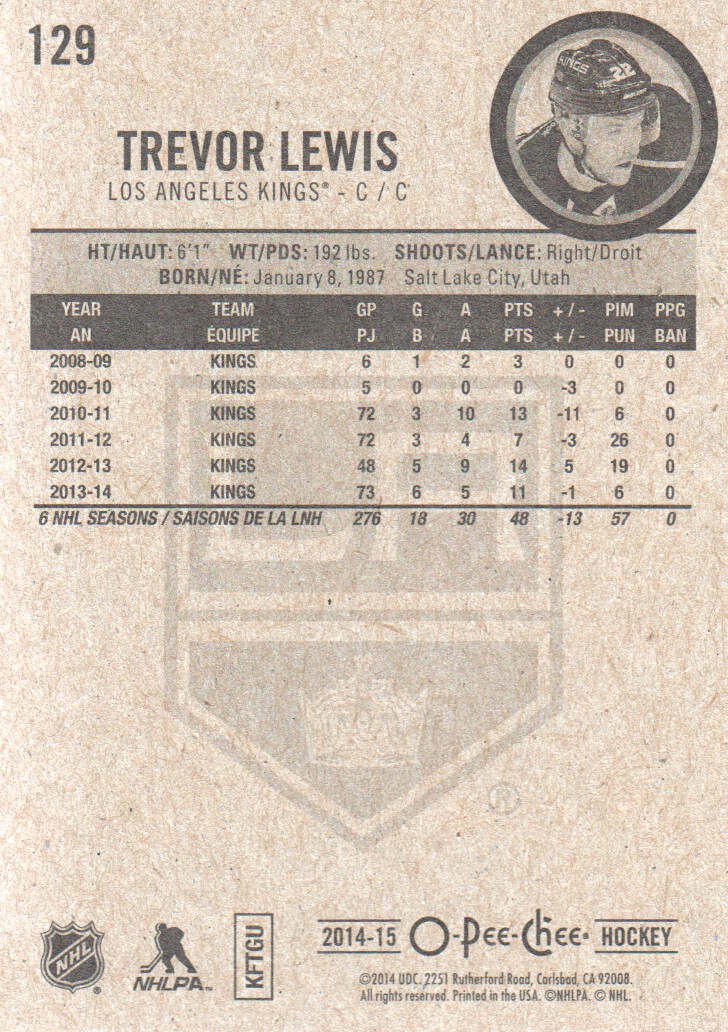 129
KINGS
22
TREVOR LEWIS
LOS ANGELES KINGS® - C / C
HT/HAUT: 6'1" WT/PDS: 192 lbs. SHOOTS/LANCE: Right/Droit
BORN/NÉ: January 8, 1987 Salt Lake City, Utah
YEAR TEAM GP G A PTS +/- PIM PPG
AN ÉQUIPE PJ B A PTS +/- PUN BAN
2008-09 KINGS 6 1 2 3 0 0 0
2009-10 KINGS 5 0 0 0 -3 0 0
2010-11 KINGS 72 3 10 13 -11 6 0
2011-12 KINGS 72 3 4 7 -3 26 0
2012-13 KINGS 48 5 9 14 5 19 0
2013-14 KINGS 73 6 5 11 -1 6 0
6 NHL SEASONS / SAISONS DE LA LNH 276 18 30 48 -13 57 0
LA
®
NHL ®
NHLPA™
KFTGU
2014-15 O-Pee-Chee® HOCKEY
©2014 UDC. 2251 Rutherford Road, Carlsbad, CA 92008.
All rights reserved. Printed in the USA. ©NHLPA. © NHL.